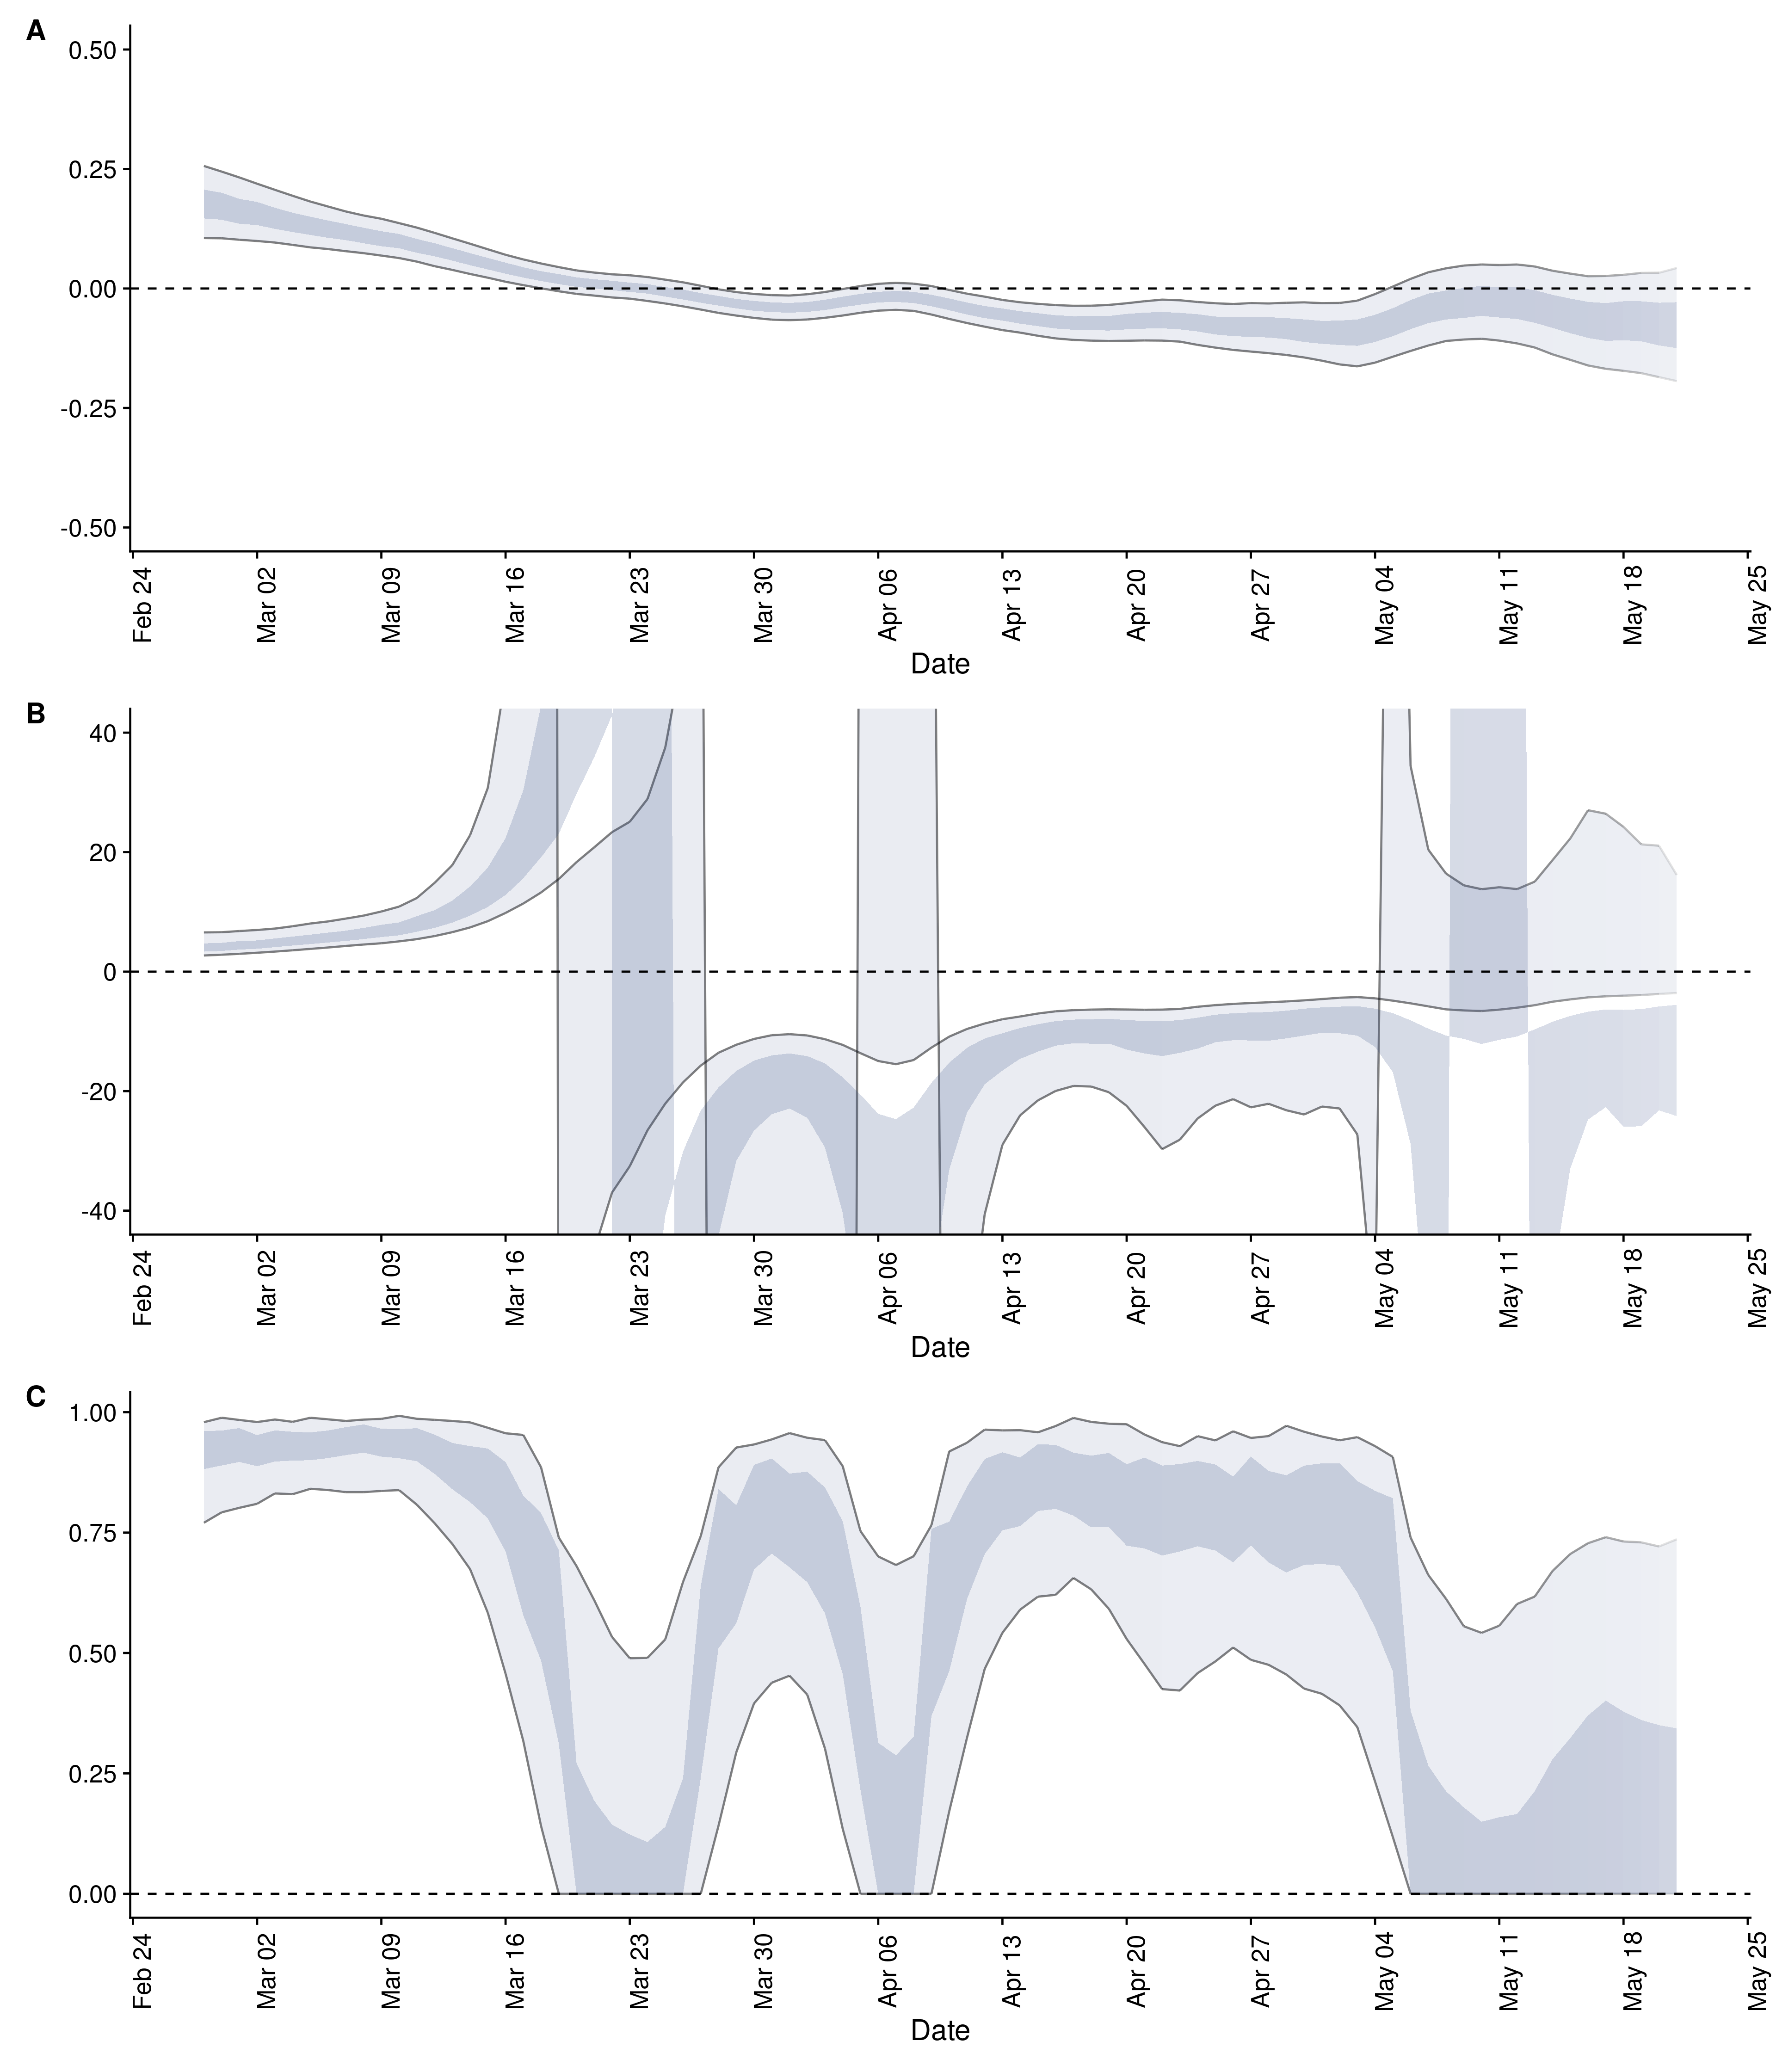 A
0.50
0.25
0.00
-0.25
-0.50
Feb 24
Mar 02
Mar 09
Mar 16
Mar 23
Mar 30
Apr 06
Apr 13
Apr 20
Apr 27
May 04
May 11
May 18
May 25
Date
B
40
20
0
-20
-40
Feb 24
Mar 02
Mar 09
Mar 16
Mar 23
Mar 30
Apr 06
Apr 13
Apr 20
Apr 27
May 04
May 11
May 18
May 25
Date
C
1.00
0.75
0.50
0.25
0.00
Feb 24
Mar 02
Mar 09
Mar 16
Mar 23
Mar 30
Apr 06
Apr 13
Apr 20
Apr 27
May 04
May 11
May 18
May 25
Date